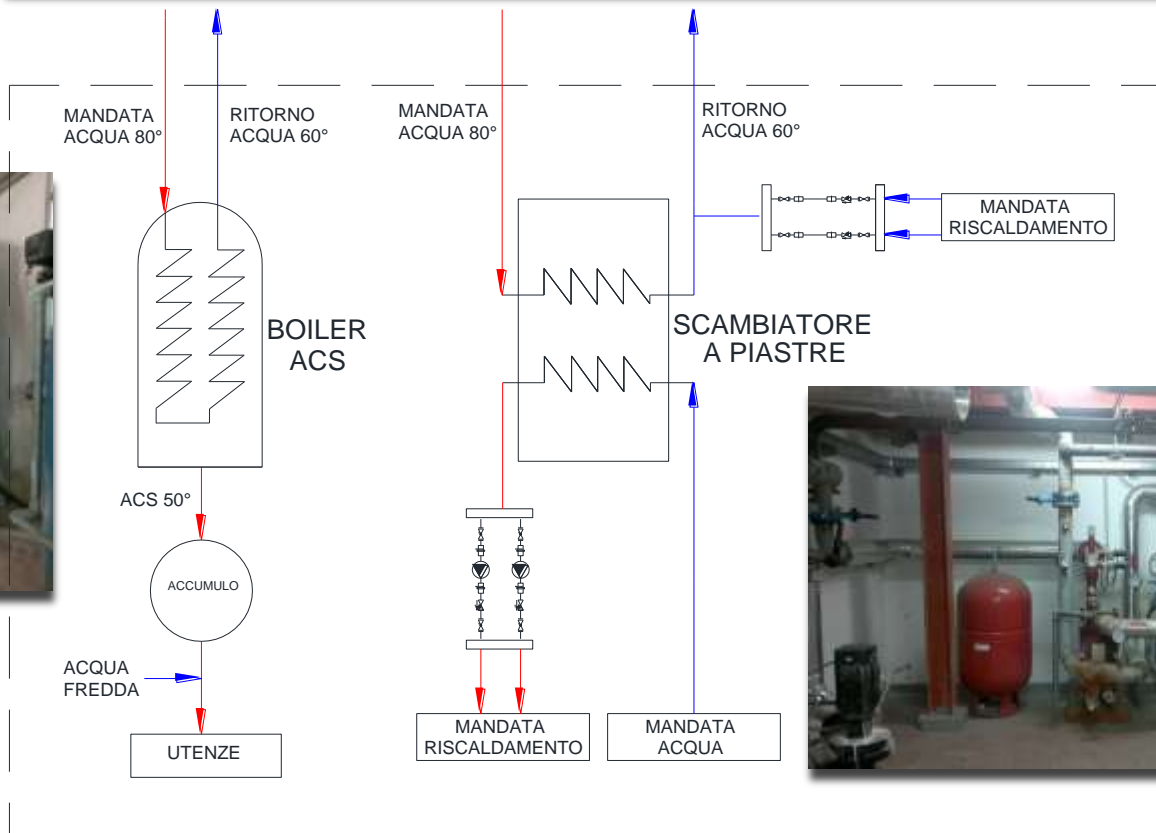 MANDATA
ACQUA 80°
RITORNO
ACQUA 60°
MANDATA
ACQUA 80°
RITORNO
ACQUA 60°
MANDATA
RISCALDAMENTO
BOILER
ACS
SCAMBIATORE
A PIASTRE
ACS 50°
ACCUMULO
ACQUA
FREDDA
UTENZE
MANDATA
RISCALDAMENTO
MANDATA
ACQUA